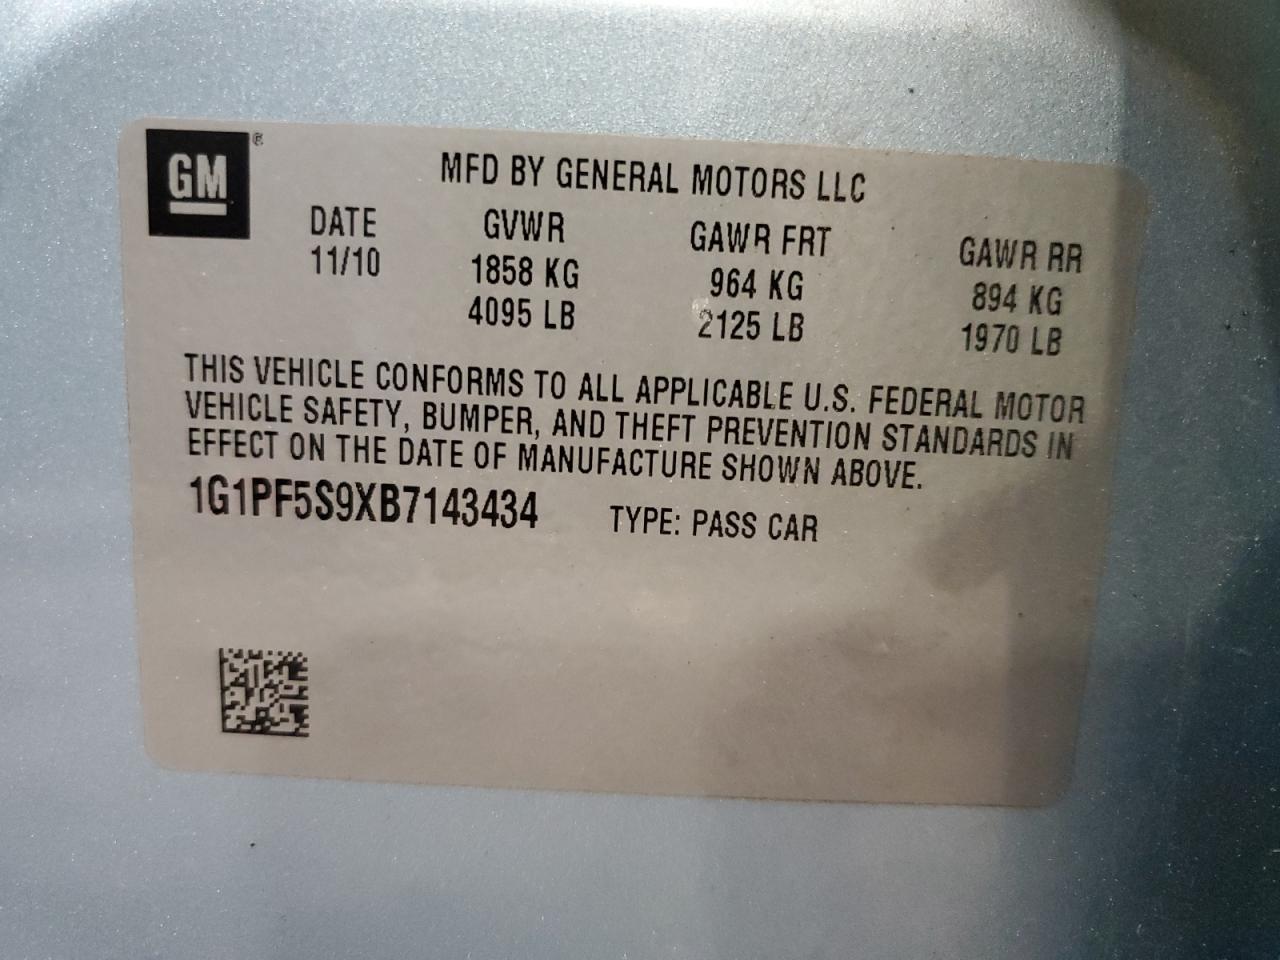 GM ®
MFD BY GENERAL MOTORS LLC
DATE GVWR GAWR FRT GAWR RR
11/10 1858 KG 964 KG 894 KG
4095 LB 2125 LB 1970 LB
THIS VEHICLE CONFORMS TO ALL APPLICABLE U.S. FEDERAL MOTOR
VEHICLE SAFETY, BUMPER, AND THEFT PREVENTION STANDARDS IN
EFFECT ON THE DATE OF MANUFACTURE SHOWN ABOVE.
1G1PF5S9XB7143434 TYPE: PASS CAR